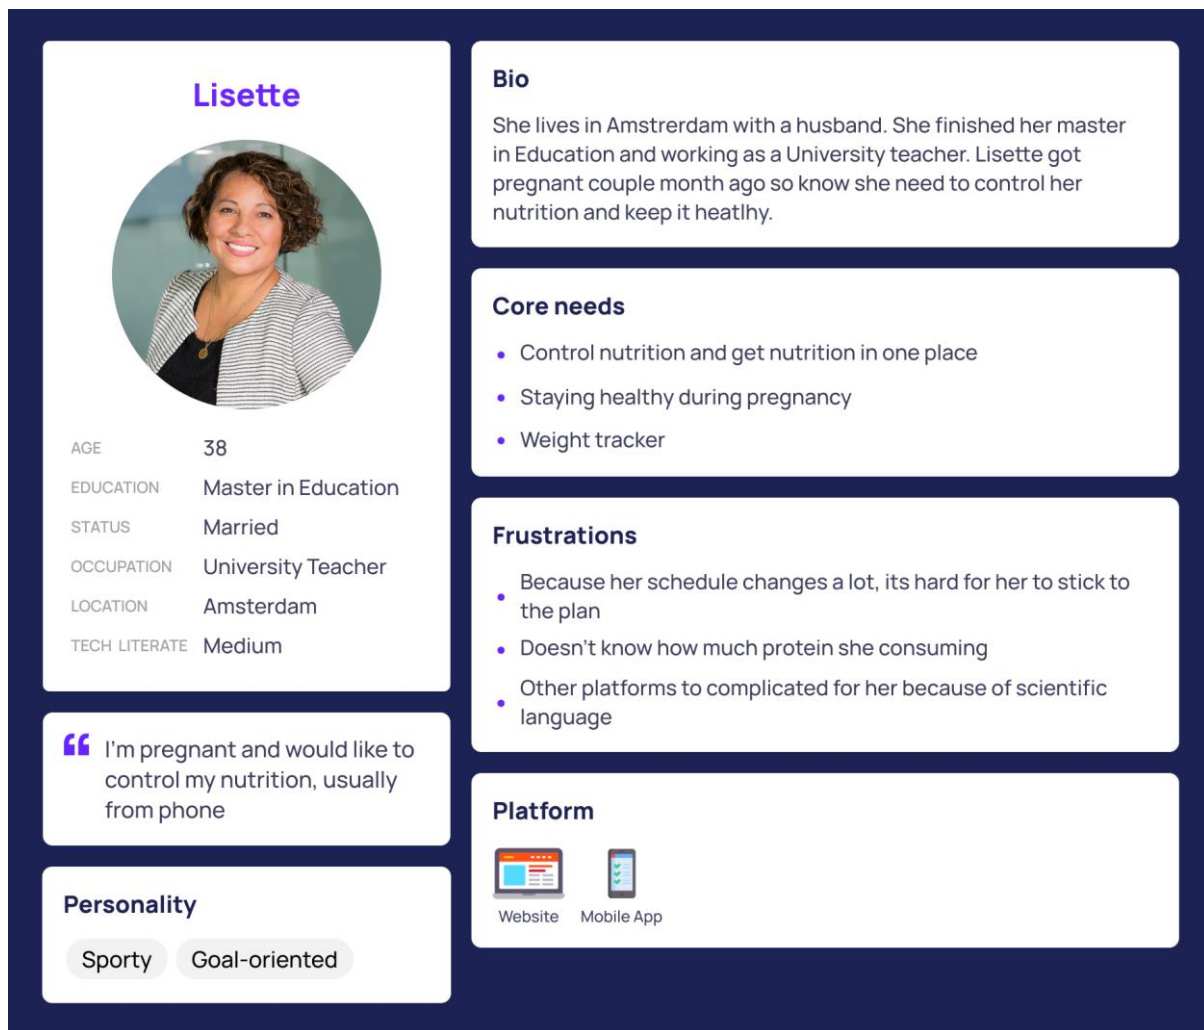 Lisette
AGE 38
EDUCATION Master in Education
STATUS Married
OCCUPATION University Teacher
LOCATION Amsterdam
TECH LITERATE Medium
“ I'm pregnant and would like to
control my nutrition, usually
from phone
Personality
Sporty Goal-oriented
Bio
She lives in Amstrerdam with a husband. She finished her master
in Education and working as a University teacher. Lisette got
pregnant couple month ago so know she need to control her
nutrition and keep it heatlhy.
Core needs
• Control nutrition and get nutrition in one place
• Staying healthy during pregnancy
• Weight tracker
Frustrations
• Because her schedule changes a lot, its hard for her to stick to
the plan
• Doesn't know how much protein she consuming
• Other platforms to complicated for her because of scientific
language
Platform
Website Mobile App